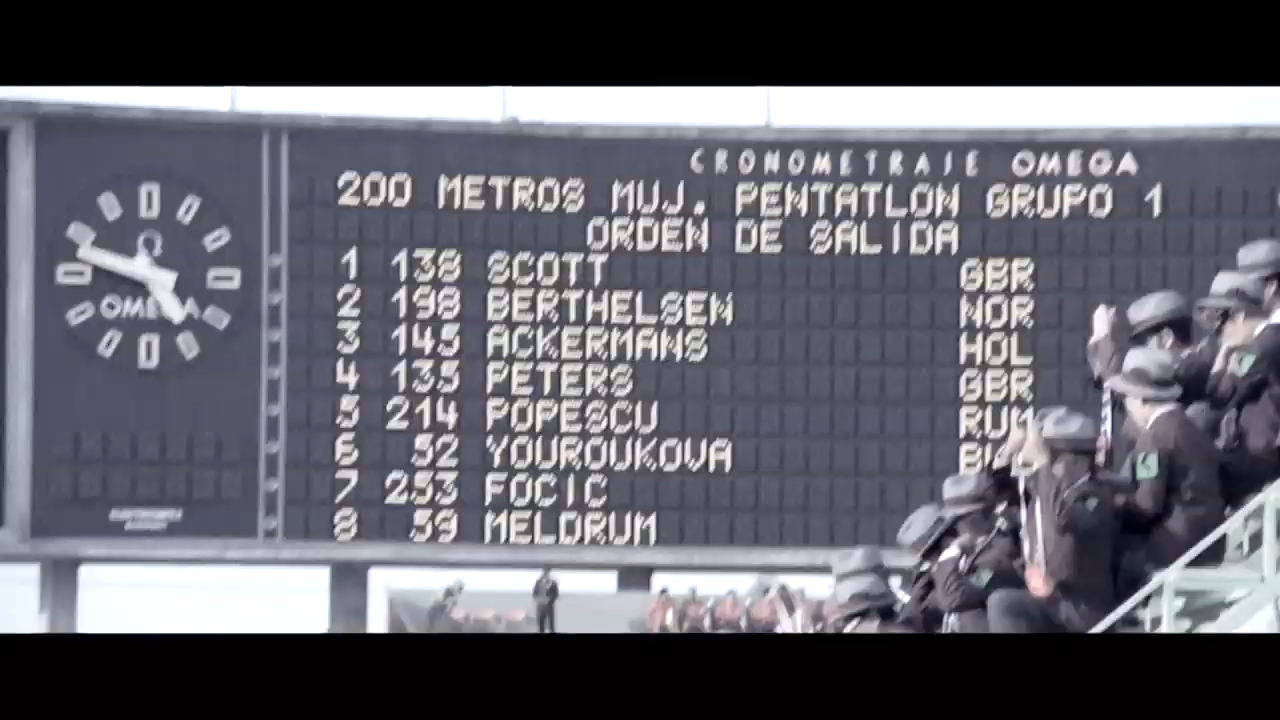 CRONOMETRAJE OMEGA
200 METROS MUJ. PENTATLON GRUPO 1
ORDEN DE SALIDA
1 138 SCOTT GBR
2 198 BERTHELSEN NOR
3 145 ACKERMANS HOL
4 135 PETERS GBR
5 214 POPESCU RUM
6 52 YOUROUKOVA
7 253 FOCIC
8 59 MELDRUM
Ω
OMEGA